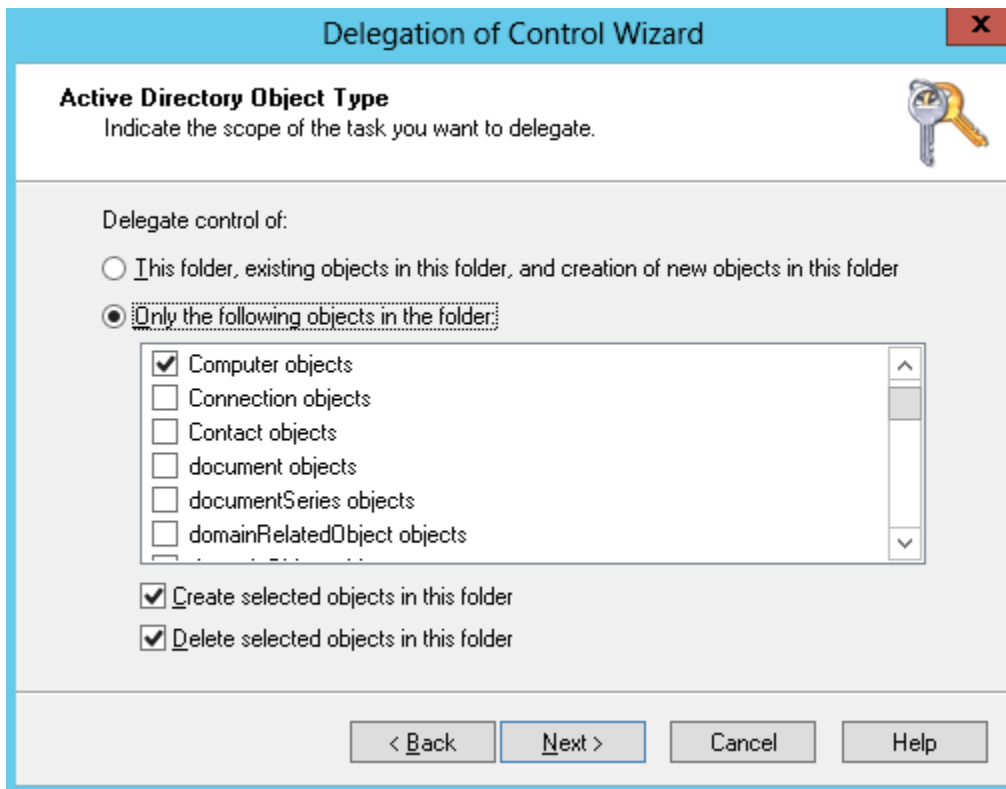 Delegation of Control Wizard
x
Active Directory Object Type
Indicate the scope of the task you want to delegate.
Delegate control of:
This folder, existing objects in this folder, and creation of new objects in this folder
Only the following objects in the folder:
Computer objects
Connection objects
Contact objects
document objects
documentSeries objects
domainRelatedObject objects
Create selected objects in this folder
Delete selected objects in this folder
< Back
Next >
Cancel
Help